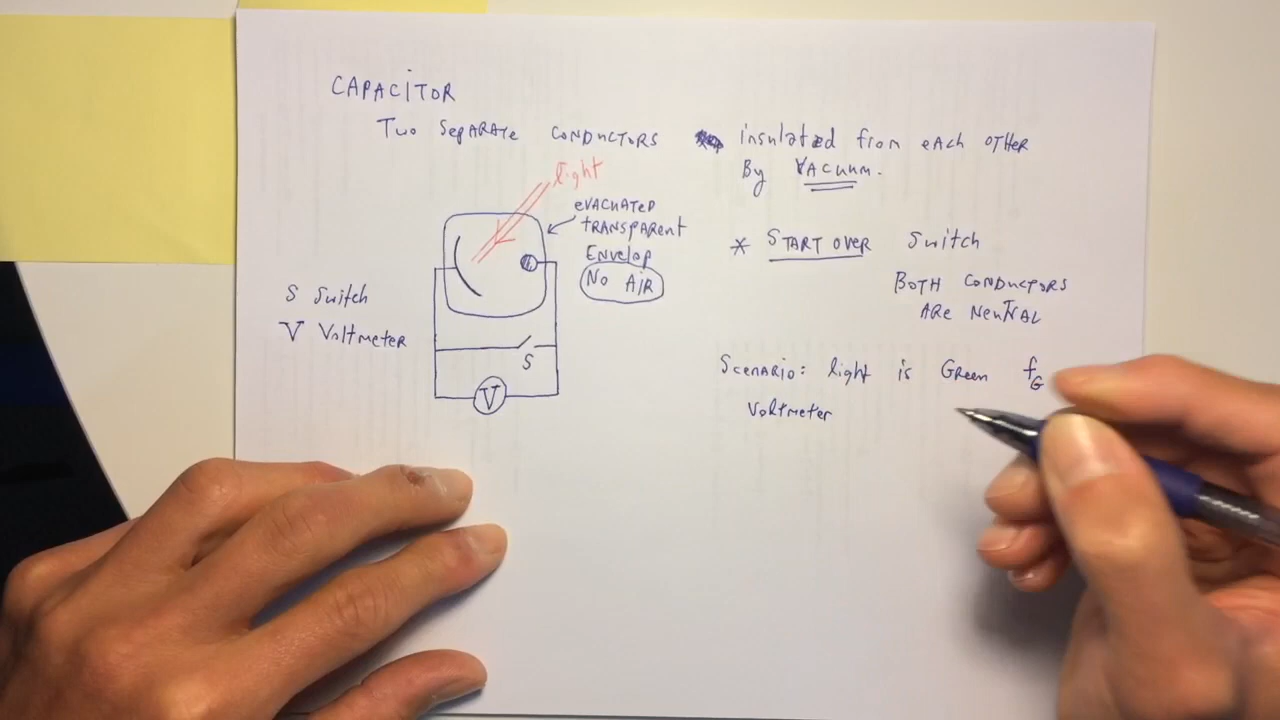 CAPACITOR
Two SepARATe CONDUCTORS insulated from eAch OTHeR
By VAcuum.
light
eVACUATeD
TRANSpARent
Envelop
No AiR
* START OVeR Switch
BOTH CONDUCTORS
ARe NeuTRAL
S Switch
V Voltmeter
S
V
Scenario: light is GReen fG
Voltmeter